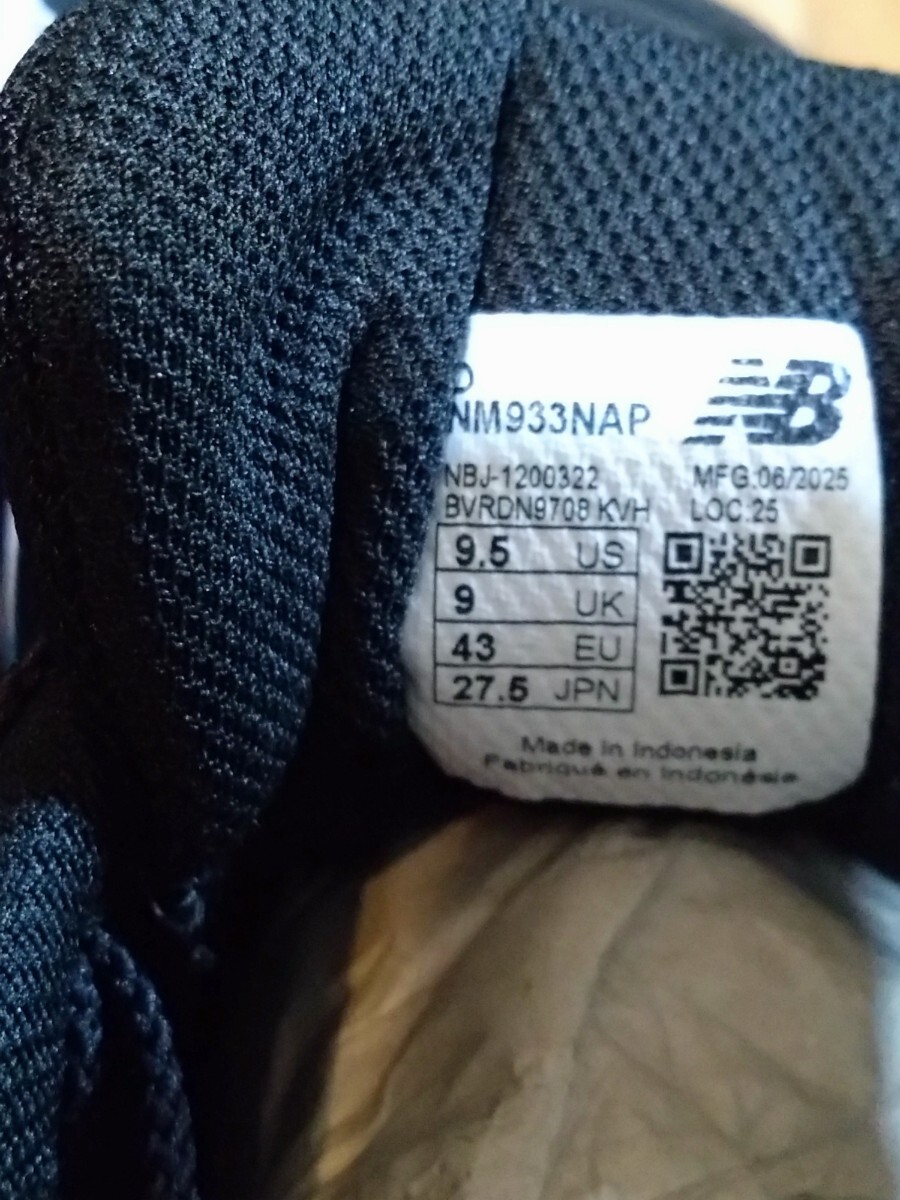 D
NB
NM933NAP
NBJ-1200322 MFG:06/2025
BVRDN9708 KVH LOC:25
9.5 US
9 UK
43 EU
27.5 JPN
Made in Indonesia
Fabriqué en Indonésie